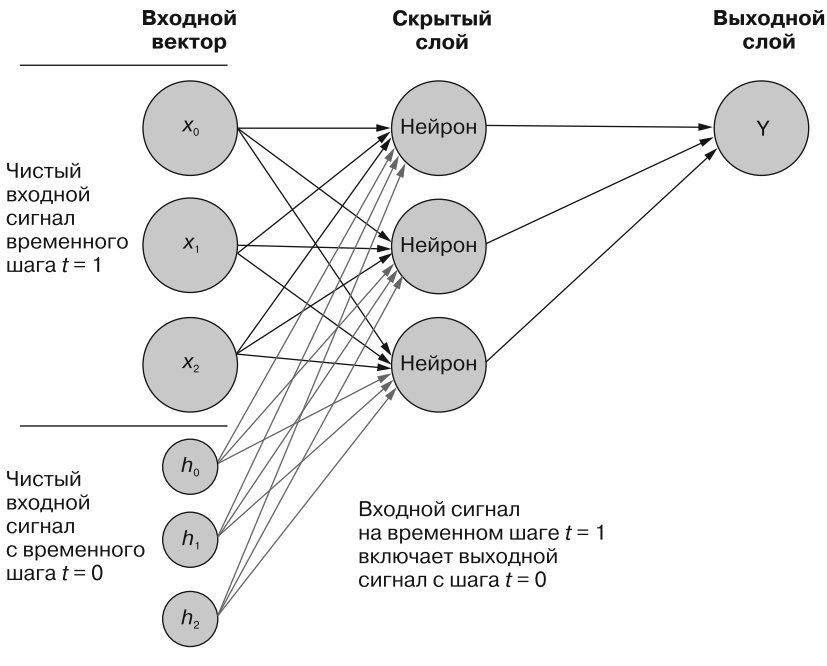 Входной
вектор
Скрытый
слой
Выходной
слой
Чистый
входной
сигнал
временного
шага t = 1
x₀
x₁
x₂
Нейрон
Нейрон
Нейрон
Y
Чистый
входной
сигнал
с временного
шага t = 0
h₀
h₁
h₂
Входной сигнал
на временном шаге t = 1
включает выходной
сигнал с шага t = 0